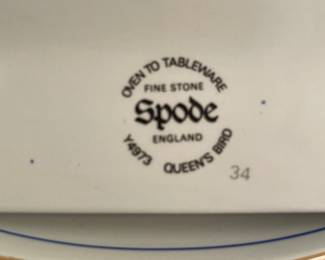 OVEN TO TABLEWARE
FINE STONE
Spode
ENGLAND
Y4973 QUEEN'S BIRD
34